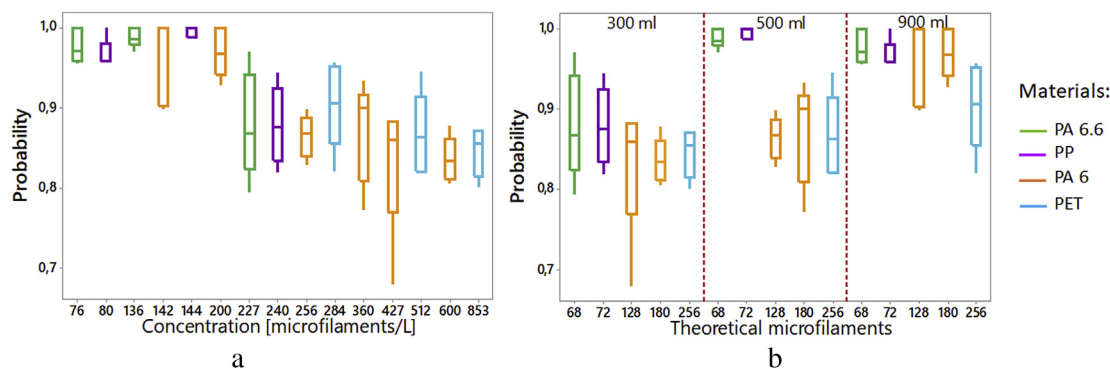 1,0
0,9
0,8
0,7
Probability
76 80 136 142 144 200 227 240 256 284 360 427 512 600 853
Concentration [microfilaments/L]
a
300 ml 500 ml 900 ml
1,0
0,9
0,8
0,7
Probability
68 72 128 180 256 68 72 128 180 256 68 72 128 180 256
Theoretical microfilaments
b
Materials:
PA 6.6
PP
PA 6
PET